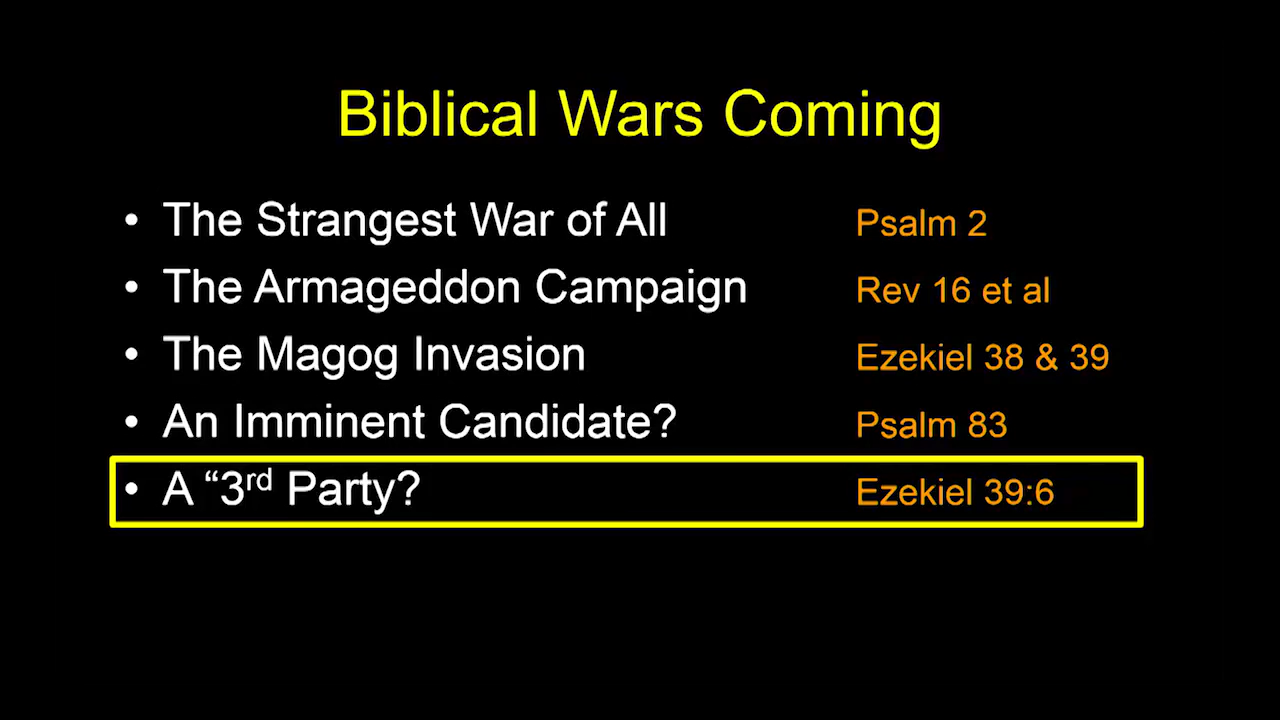 Biblical Wars Coming
• The Strangest War of All Psalm 2
• The Armageddon Campaign Rev 16 et al
• The Magog Invasion Ezekiel 38 & 39
• An Imminent Candidate? Psalm 83
• A “3rd Party? Ezekiel 39:6